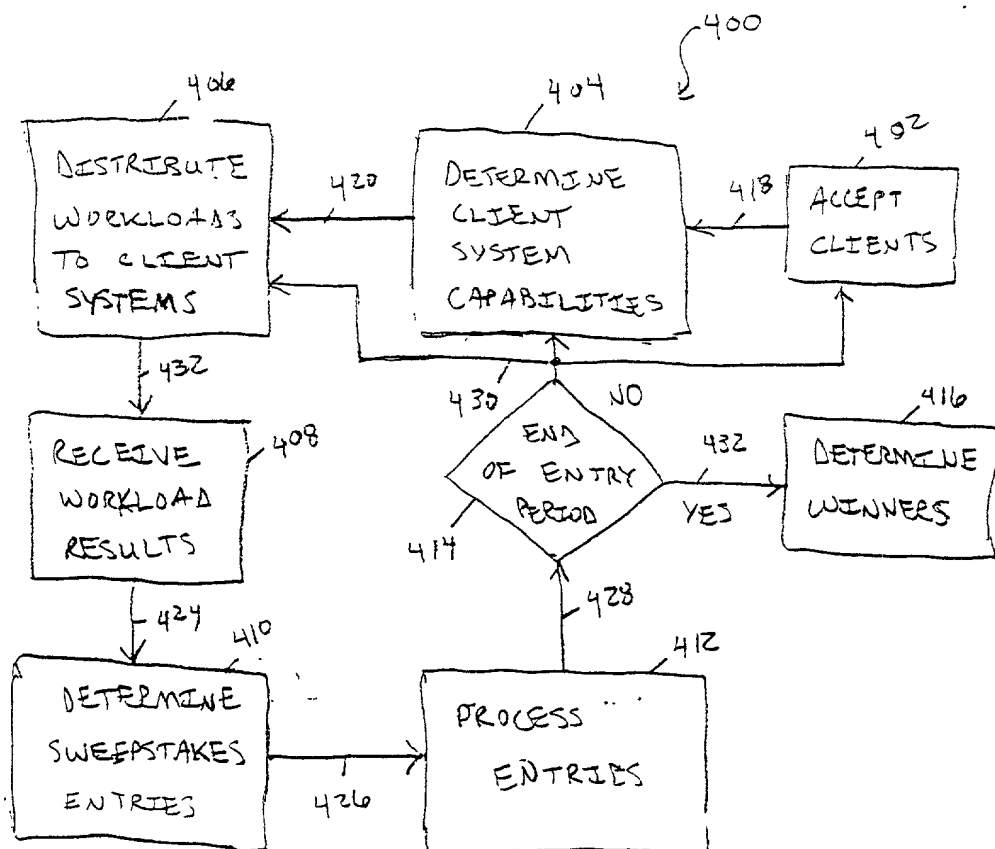 400
406
DISTRIBUTE
WORKLOADS
TO CLIENT
SYSTEMS
420
404
DETERMINE
CLIENT
SYSTEM
CAPABILITIES
418
402
ACCEPT
CLIENTS
432
430
NO
408
RECEIVE
WORKLOAD
RESULTS
END
OF ENTRY
PERIOD
414
432
YES
416
DETERMINE
WINNERS
424
428
410
DETERMINE
SWEEPSTAKES
ENTRIES
426
412
PROCESS
ENTRIES